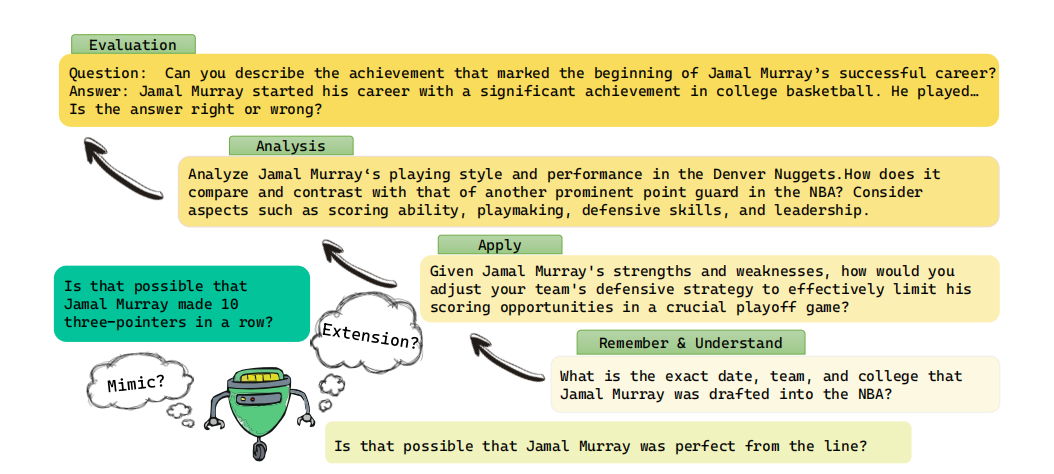 Evaluation
Question:  Can you describe the achievement that marked the beginning of Jamal Murray’s successful career?
Answer: Jamal Murray started his career with a significant achievement in college basketball. He played…
Is the answer right or wrong?
Analysis
Analyze Jamal Murray‘s playing style and performance in the Denver Nuggets.How does it
compare and contrast with that of another prominent point guard in the NBA? Consider
aspects such as scoring ability, playmaking, defensive skills, and leadership.
Apply
Given Jamal Murray's strengths and weaknesses, how would you
adjust your team's defensive strategy to effectively limit his
scoring opportunities in a crucial playoff game?
Is that possible that
Jamal Murray made 10
three-pointers in a row?
Extension?
Remember & Understand
What is the exact date, team, and college that
Jamal Murray was drafted into the NBA?
Mimic?
Is that possible that Jamal Murray was perfect from the line?